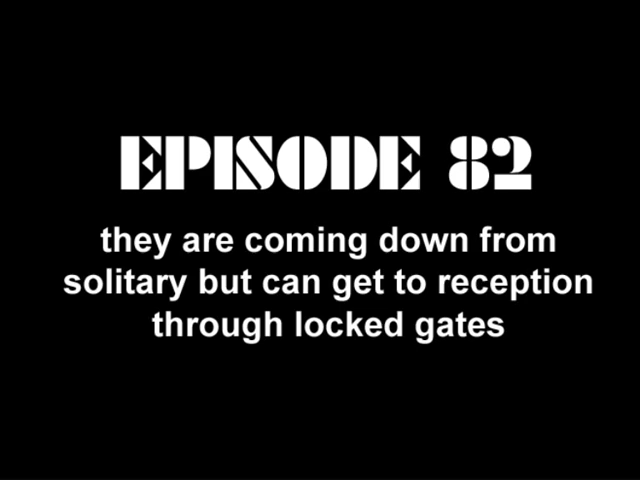 EPISODE 82
they are coming down from
solitary but can get to reception
through locked gates